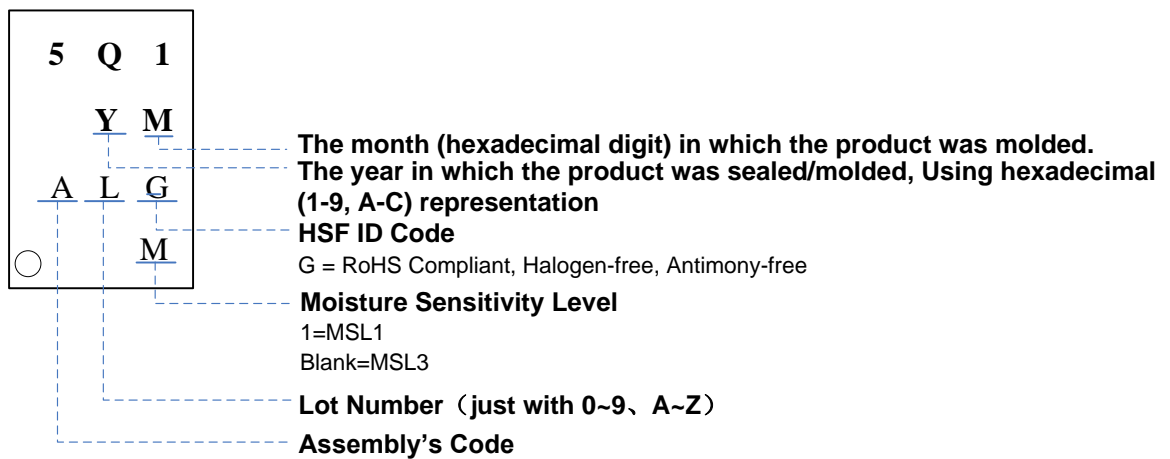 5 Q 1
Y M
A L G
M
The month (hexadecimal digit) in which the product was molded.
The year in which the product was sealed/molded, Using hexadecimal
(1-9, A-C) representation
HSF ID Code
G = RoHS Compliant, Halogen-free, Antimony-free
Moisture Sensitivity Level
1=MSL1
Blank=MSL3
Lot Number（just with 0~9、A~Z）
Assembly's Code